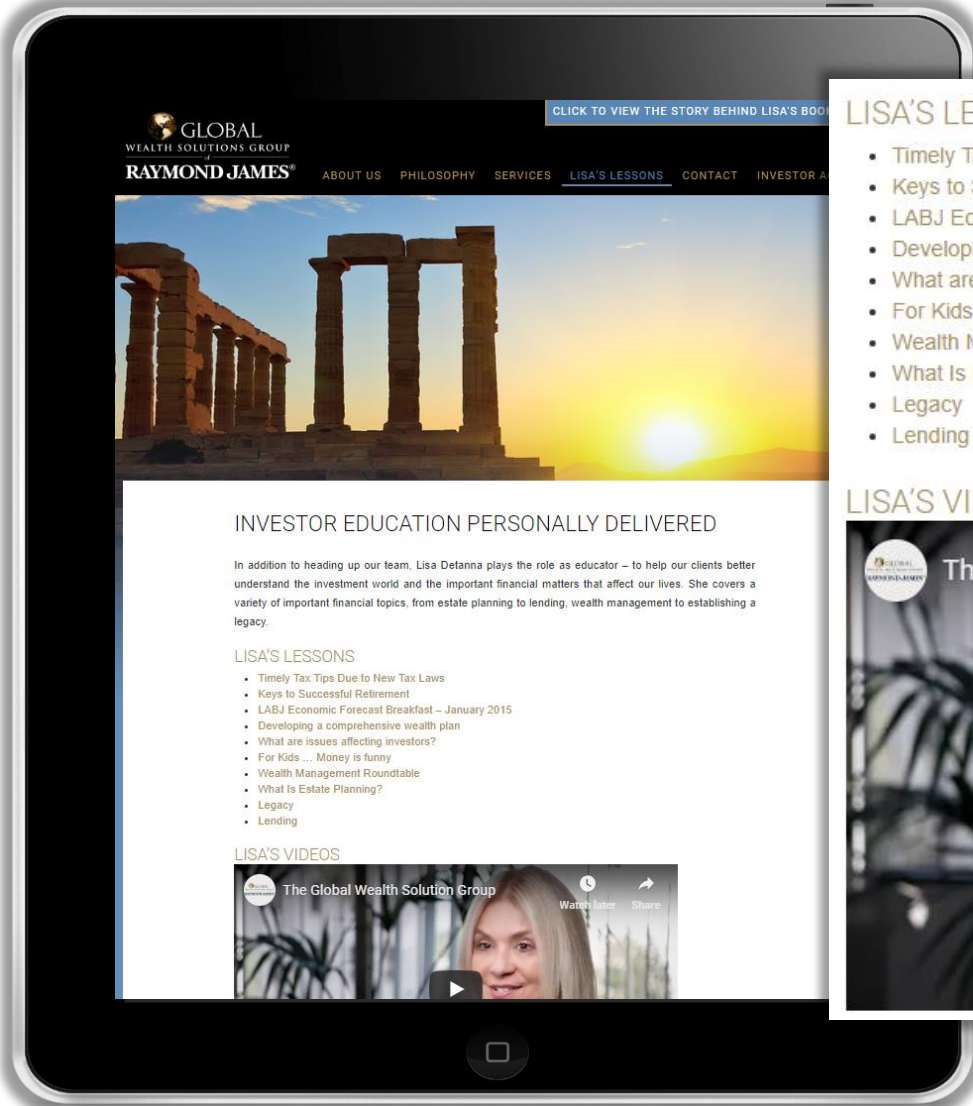 CLICK TO VIEW THE STORY BEHIND LISA'S BOOK
GLOBAL
WEALTH SOLUTIONS GROUP
of
RAYMOND JAMES®
ABOUT US PHILOSOPHY SERVICES LISA'S LESSONS CONTACT INVESTOR
INVESTOR EDUCATION PERSONALLY DELIVERED
In addition to heading up our team, Lisa Detanna plays the role as educator – to help our clients better
understand the investment world and the important financial matters that affect our lives. She covers a
variety of important financial topics, from estate planning to lending, wealth management to establishing a
legacy.
LISA'S LESSONS
• Timely Tax Tips Due to New Tax Laws
• Keys to Successful Retirement
• LABJ Economic Forecast Breakfast – January 2015
• Developing a comprehensive wealth plan
• What are issues affecting investors?
• For Kids … Money is funny
• Wealth Management Roundtable
• What Is Estate Planning?
• Legacy
• Lending
LISA'S VIDEOS
The Global Wealth Solution Group
Watch later Share
LISA'S LE
• Timely T
• Keys to
• LABJ Ec
• Develop
• What are
• For Kids
• Wealth M
• What Is
• Legacy
• Lending
LISA'S VI
GLOBAL
RAYMOND JAMES
Th